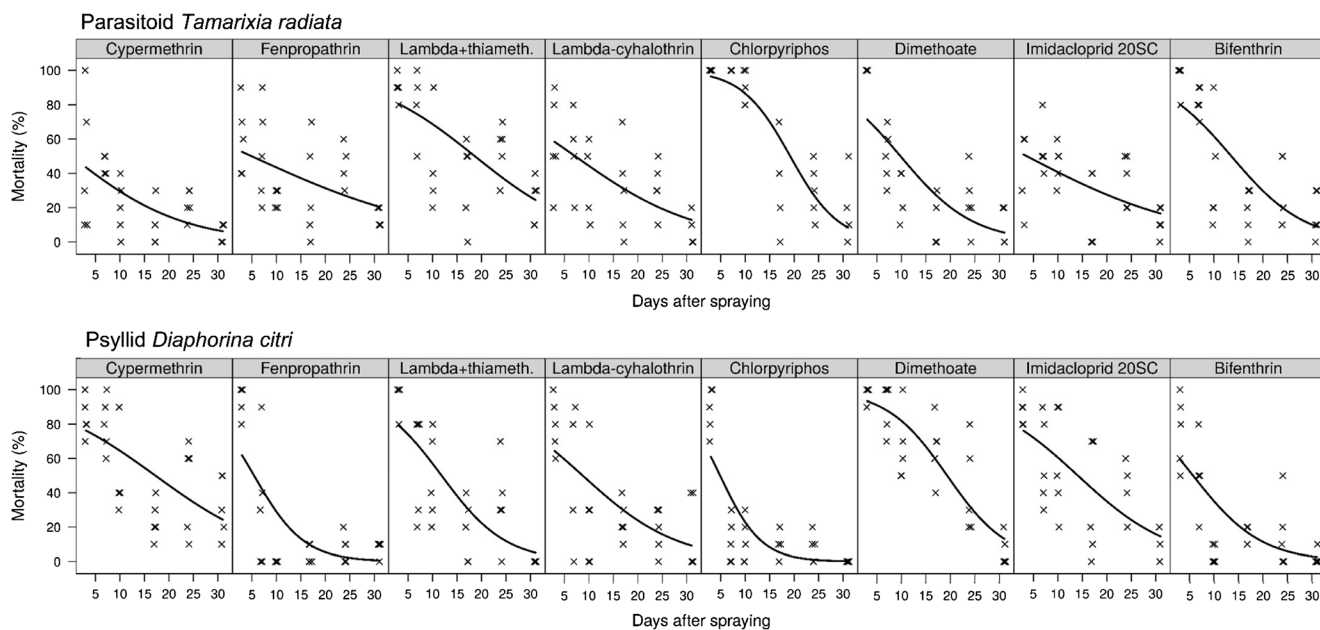 Parasitoid Tamarixia radiata
Cypermethrin Fenpropathrin Lambda+thiameth. Lambda-cyhalothrin Chlorpyriphos Dimethoate Imidacloprid 20SC Bifenthrin
100
80
60
40
20
0
Mortality (%)
5 10 15 20 25 30 5 10 15 20 25 30 5 10 15 20 25 30 5 10 15 20 25 30 5 10 15 20 25 30 5 10 15 20 25 30 5 10 15 20 25 30 5 10 15 20 25 30
Days after spraying
Psyllid Diaphorina citri
Cypermethrin Fenpropathrin Lambda+thiameth. Lambda-cyhalothrin Chlorpyriphos Dimethoate Imidacloprid 20SC Bifenthrin
100
80
60
40
20
0
Mortality (%)
5 10 15 20 25 30 5 10 15 20 25 30 5 10 15 20 25 30 5 10 15 20 25 30 5 10 15 20 25 30 5 10 15 20 25 30 5 10 15 20 25 30 5 10 15 20 25 30
Days after spraying